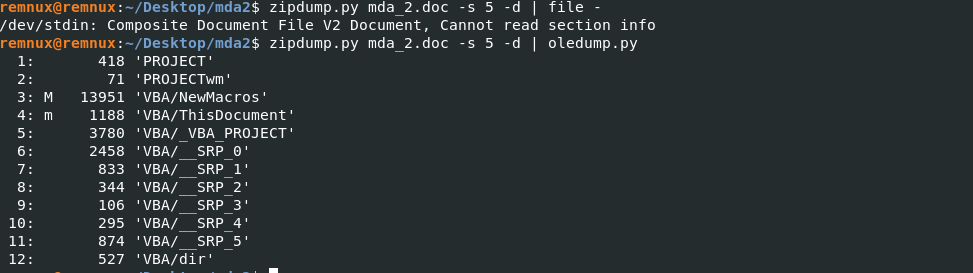 remnux@remnux:~/Desktop/mda2$ zipdump.py mda_2.doc -s 5 -d | file -
/dev/stdin: Composite Document File V2 Document, Cannot read section info
remnux@remnux:~/Desktop/mda2$ zipdump.py mda_2.doc -s 5 -d | oledump.py
1: 418 'PROJECT'
2: 71 'PROJECTwm'
3: M 13951 'VBA/NewMacros'
4: m 1188 'VBA/ThisDocument'
5: 3780 'VBA/_VBA_PROJECT'
6: 2458 'VBA/__SRP_0'
7: 833 'VBA/__SRP_1'
8: 344 'VBA/__SRP_2'
9: 106 'VBA/__SRP_3'
10: 295 'VBA/__SRP_4'
11: 874 'VBA/__SRP_5'
12: 527 'VBA/dir'